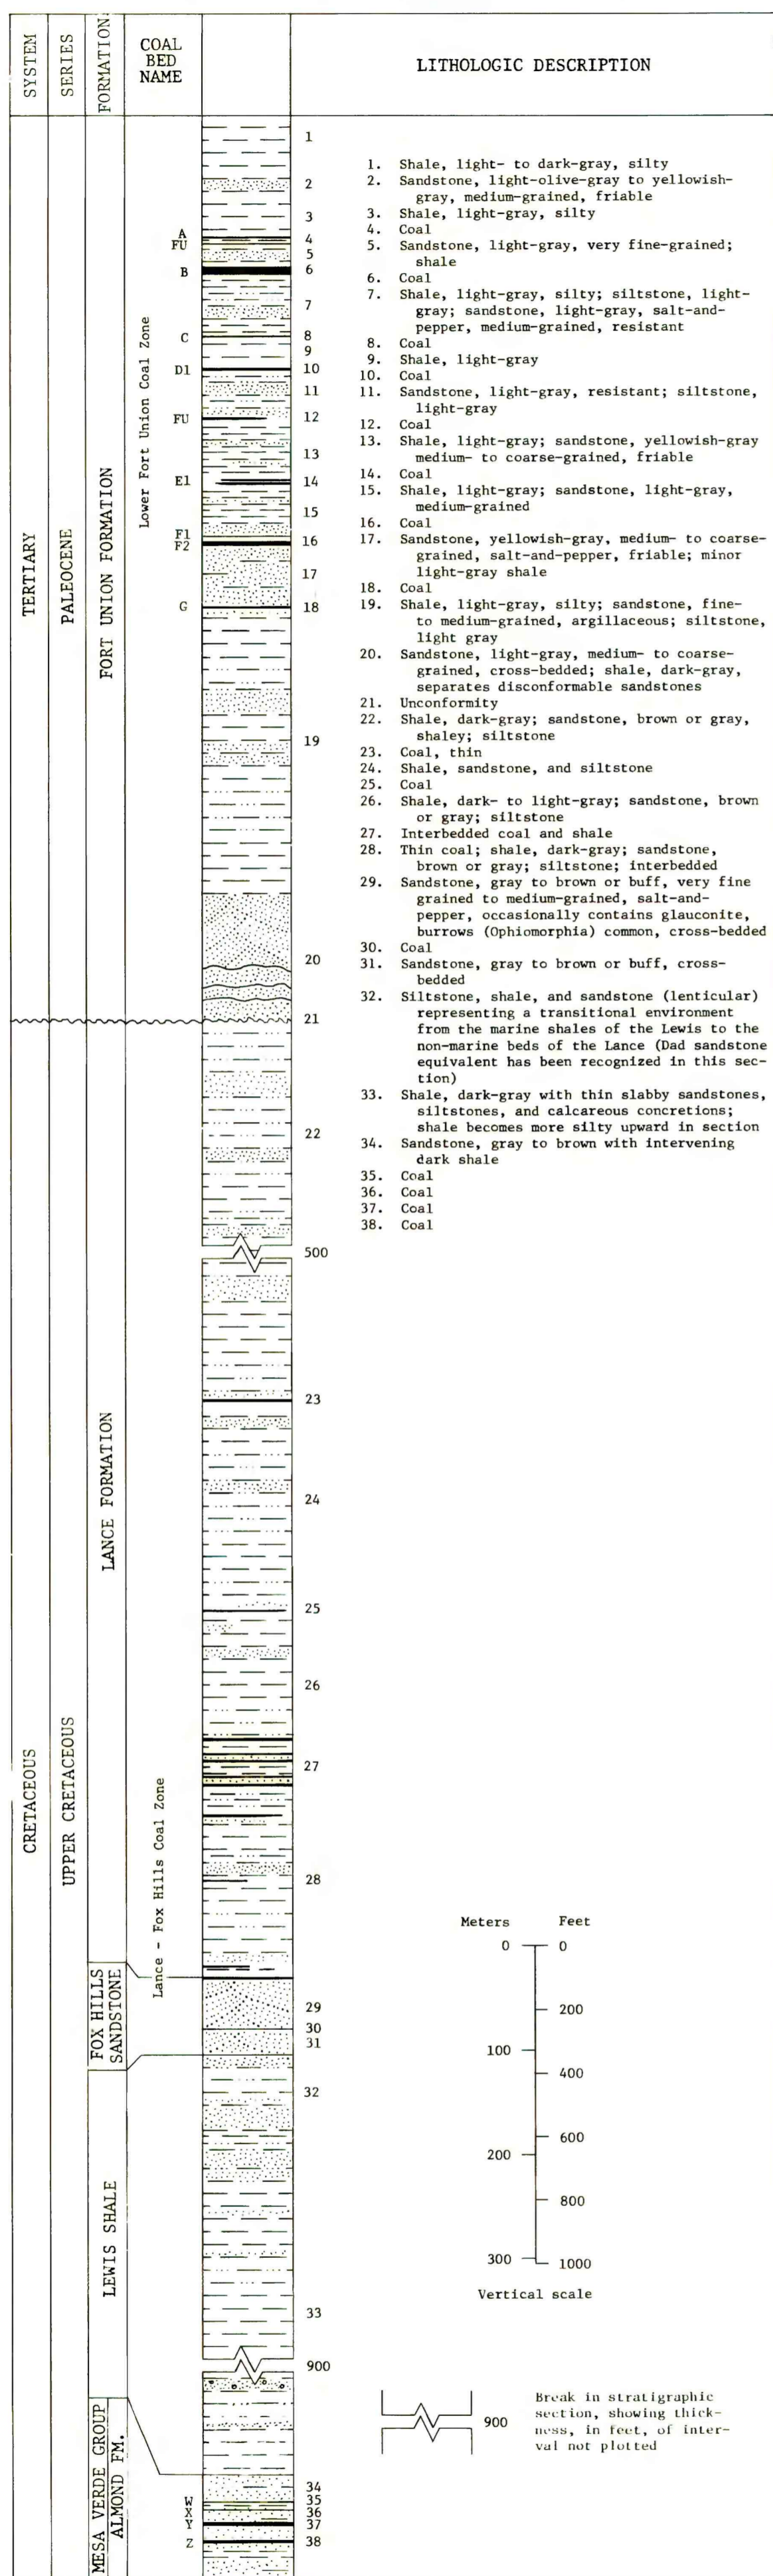 SYSTEM
SERIES
FORMATION
COAL
BED
NAME
LITHOLOGIC DESCRIPTION
TERTIARY
PALEOCENE
FORT UNION FORMATION
Lower Fort Union Coal Zone
A
FU
B
C
D1
FU
E1
F1
F2
G
1
2
3
4
5
6
7
8
9
10
11
12
13
14
15
16
17
18
19
20
21
22
500
23
24
25
26
27
28
29
30
31
32
33
900
34
35
36
37
38
1. Shale, light- to dark-gray, silty
2. Sandstone, light-olive-gray to yellowish-
gray, medium-grained, friable
3. Shale, light-gray, silty
4. Coal
5. Sandstone, light-gray, very fine-grained;
shale
6. Coal
7. Shale, light-gray, silty; siltstone, light-
gray; sandstone, light-gray, salt-and-
pepper, medium-grained, resistant
8. Coal
9. Shale, light-gray
10. Coal
11. Sandstone, light-gray, resistant; siltstone,
light-gray
12. Coal
13. Shale, light-gray; sandstone, yellowish-gray
medium- to coarse-grained, friable
14. Coal
15. Shale, light-gray; sandstone, light-gray,
medium-grained
16. Coal
17. Sandstone, yellowish-gray, medium- to coarse-
grained, salt-and-pepper, friable; minor
light-gray shale
18. Coal
19. Shale, light-gray, silty; sandstone, fine-
to medium-grained, argillaceous; siltstone,
light gray
20. Sandstone, light-gray, medium- to coarse-
grained, cross-bedded; shale, dark-gray,
separates disconformable sandstones
21. Unconformity
22. Shale, dark-gray; sandstone, brown or gray,
shaley; siltstone
23. Coal, thin
24. Shale, sandstone, and siltstone
25. Coal
26. Shale, dark- to light-gray; sandstone, brown
or gray; siltstone
27. Interbedded coal and shale
28. Thin coal; shale, dark-gray; sandstone,
brown or gray; siltstone; interbedded
29. Sandstone, gray to brown or buff, very fine
grained to medium-grained, salt-and-
pepper, occasionally contains glauconite,
burrows (Ophiomorphia) common, cross-bedded
30. Coal
31. Sandstone, gray to brown or buff, cross-
bedded
32. Siltstone, shale, and sandstone (lenticular)
representing a transitional environment
from the marine shales of the Lewis to the
non-marine beds of the Lance (Dad sandstone
equivalent has been recognized in this sec-
tion)
33. Shale, dark-gray with thin slabby sandstones,
siltstones, and calcareous concretions;
shale becomes more silty upward in section
34. Sandstone, gray to brown with intervening
dark shale
35. Coal
36. Coal
37. Coal
38. Coal
CRETACEOUS
UPPER CRETACEOUS
LANCE FORMATION
Lance - Fox Hills Coal Zone
FOX HILLS
SANDSTONE
LEWIS SHALE
MESA VERDE GROUP
ALMOND FM.
W
X
Y
Z
Meters Feet
0 0
200
100
400
600
200
800
300 1000
Vertical scale
900
Break in stratigraphic
section, showing thick-
ness, in feet, of inter-
val not plotted